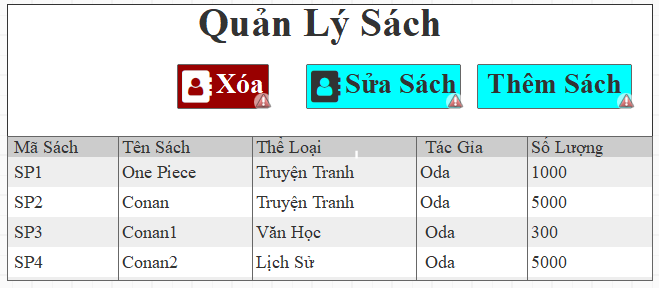 Quản Lý Sách
Xóa Sửa Sách Thêm Sách
Mã Sách Tên Sách Thể Loại Tác Gia Số Lượng
SP1 One Piece Truyện Tranh Oda 1000
SP2 Conan Truyện Tranh Oda 5000
SP3 Conan1 Văn Học Oda 300
SP4 Conan2 Lịch Sử Oda 5000